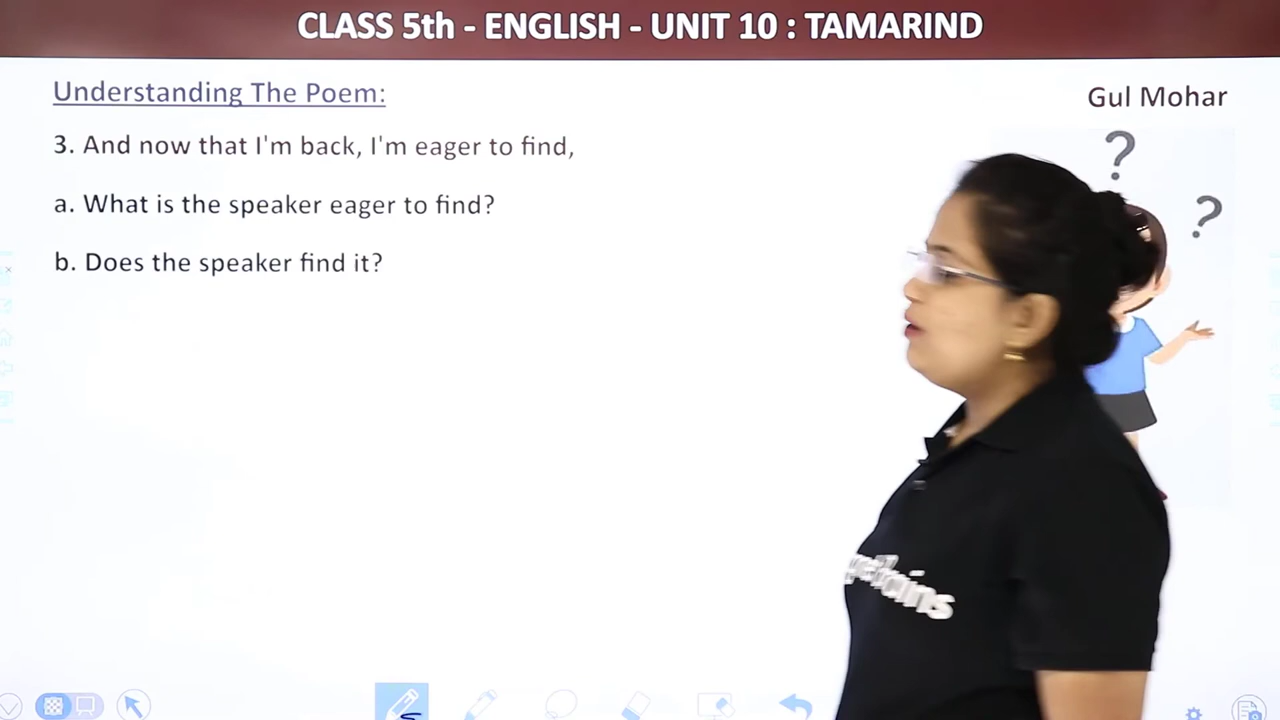 CLASS 5th - ENGLISH - UNIT 10 : TAMARIND
Understanding The Poem:
Gul Mohar
3. And now that I'm back, I'm eager to find,
? ?
a. What is the speaker eager to find?
b. Does the speaker find it?